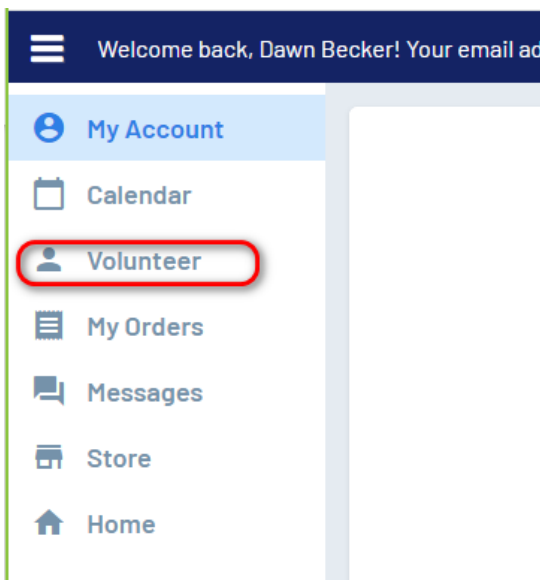 Welcome back, Dawn Becker! Your email
My Account
Calendar
Volunteer
My Orders
Messages
Store
Home